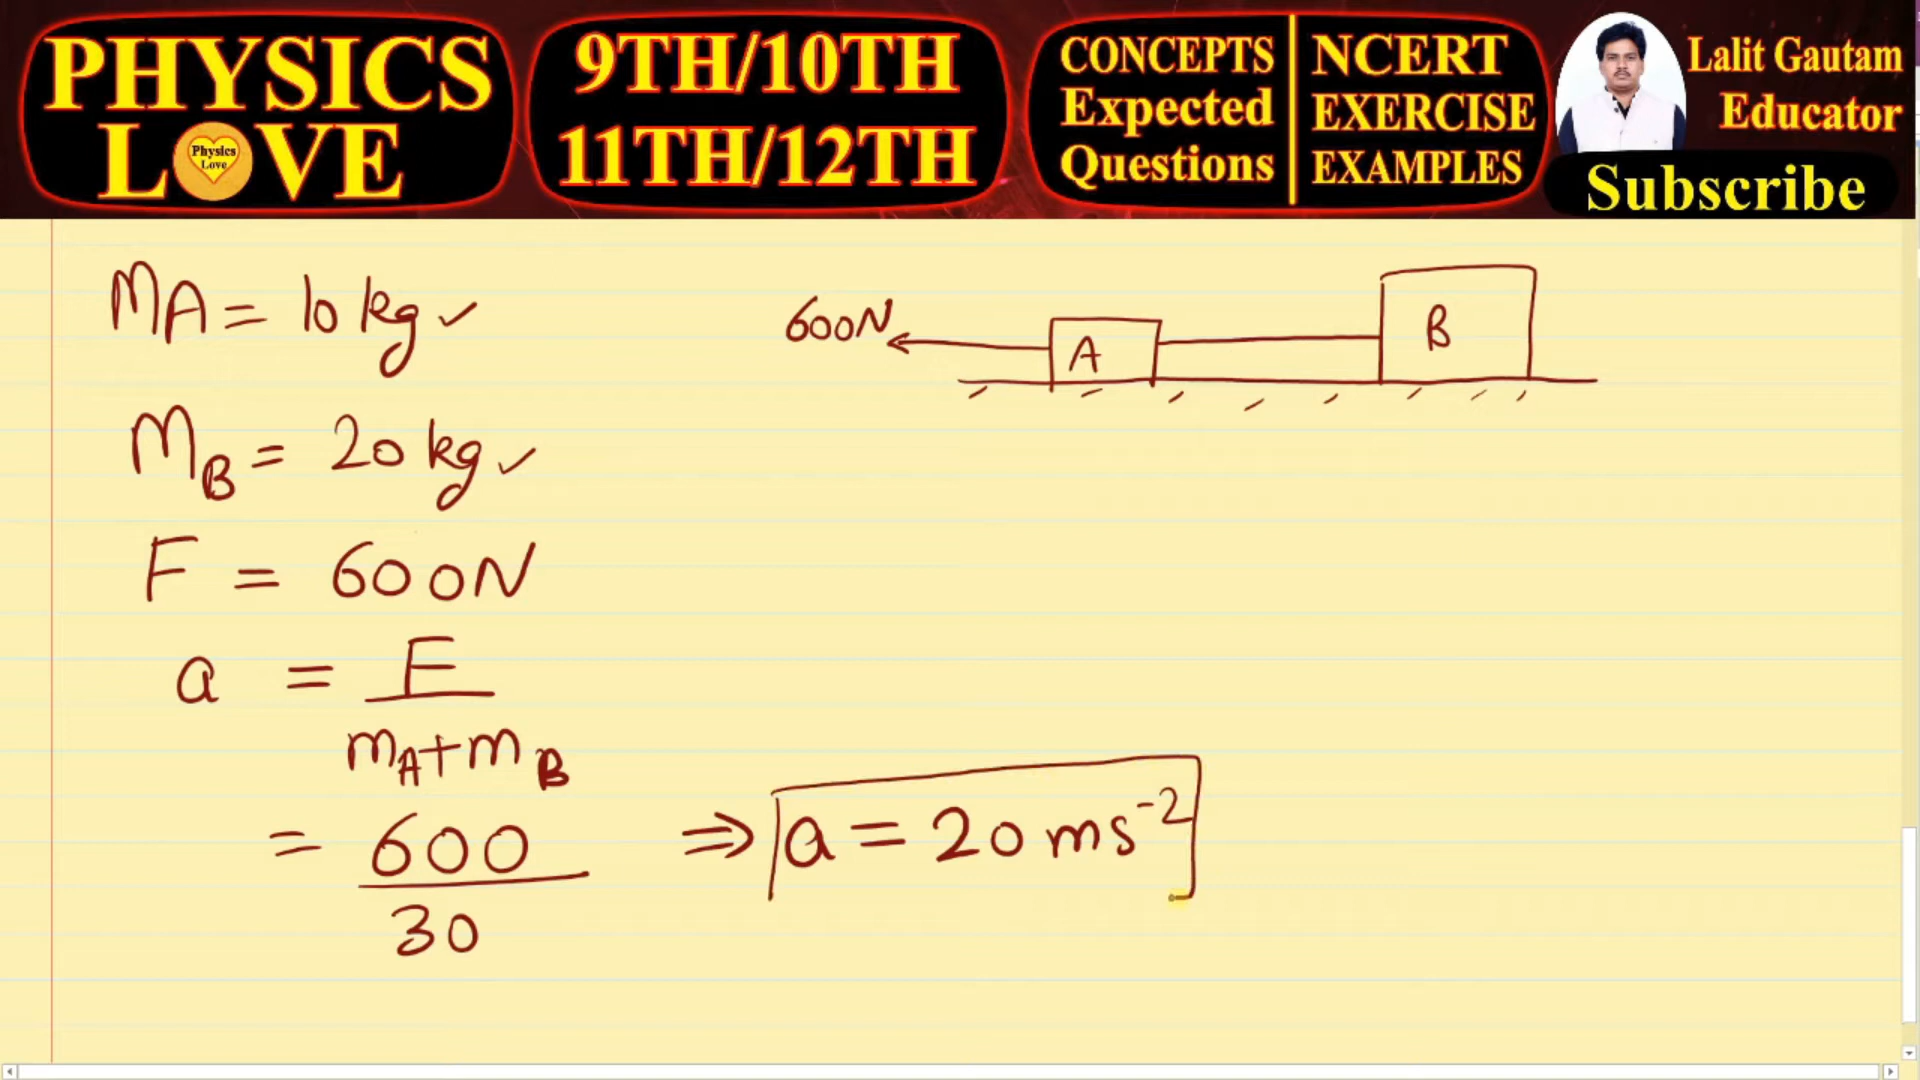 PHYSICS
LOVE
Physics
Love
9TH/10TH
11TH/12TH
CONCEPTS
Expected
Questions
NCERT
EXERCISE
EXAMPLES
Lalit Gautam
Educator
Subscribe
MA = 10 kg ✓
600N
A
B
MB = 20 kg ✓
F = 600N
a = F
mA+mB
= 600
30
⇒ a = 20 ms⁻²